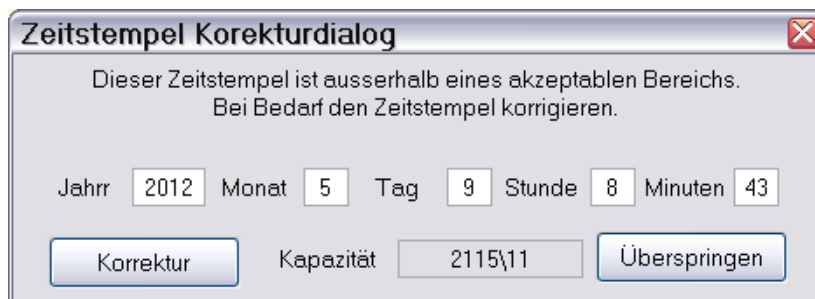 Zeitstempel Korekturdialog
Dieser Zeitstempel ist ausserhalb eines akzeptablen Bereichs.
Bei Bedarf den Zeitstempel korrigieren.
Jahrr 2012 Monat 5 Tag 9 Stunde 8 Minuten 43
Korrektur Kapazität 2115\11 Überspringen